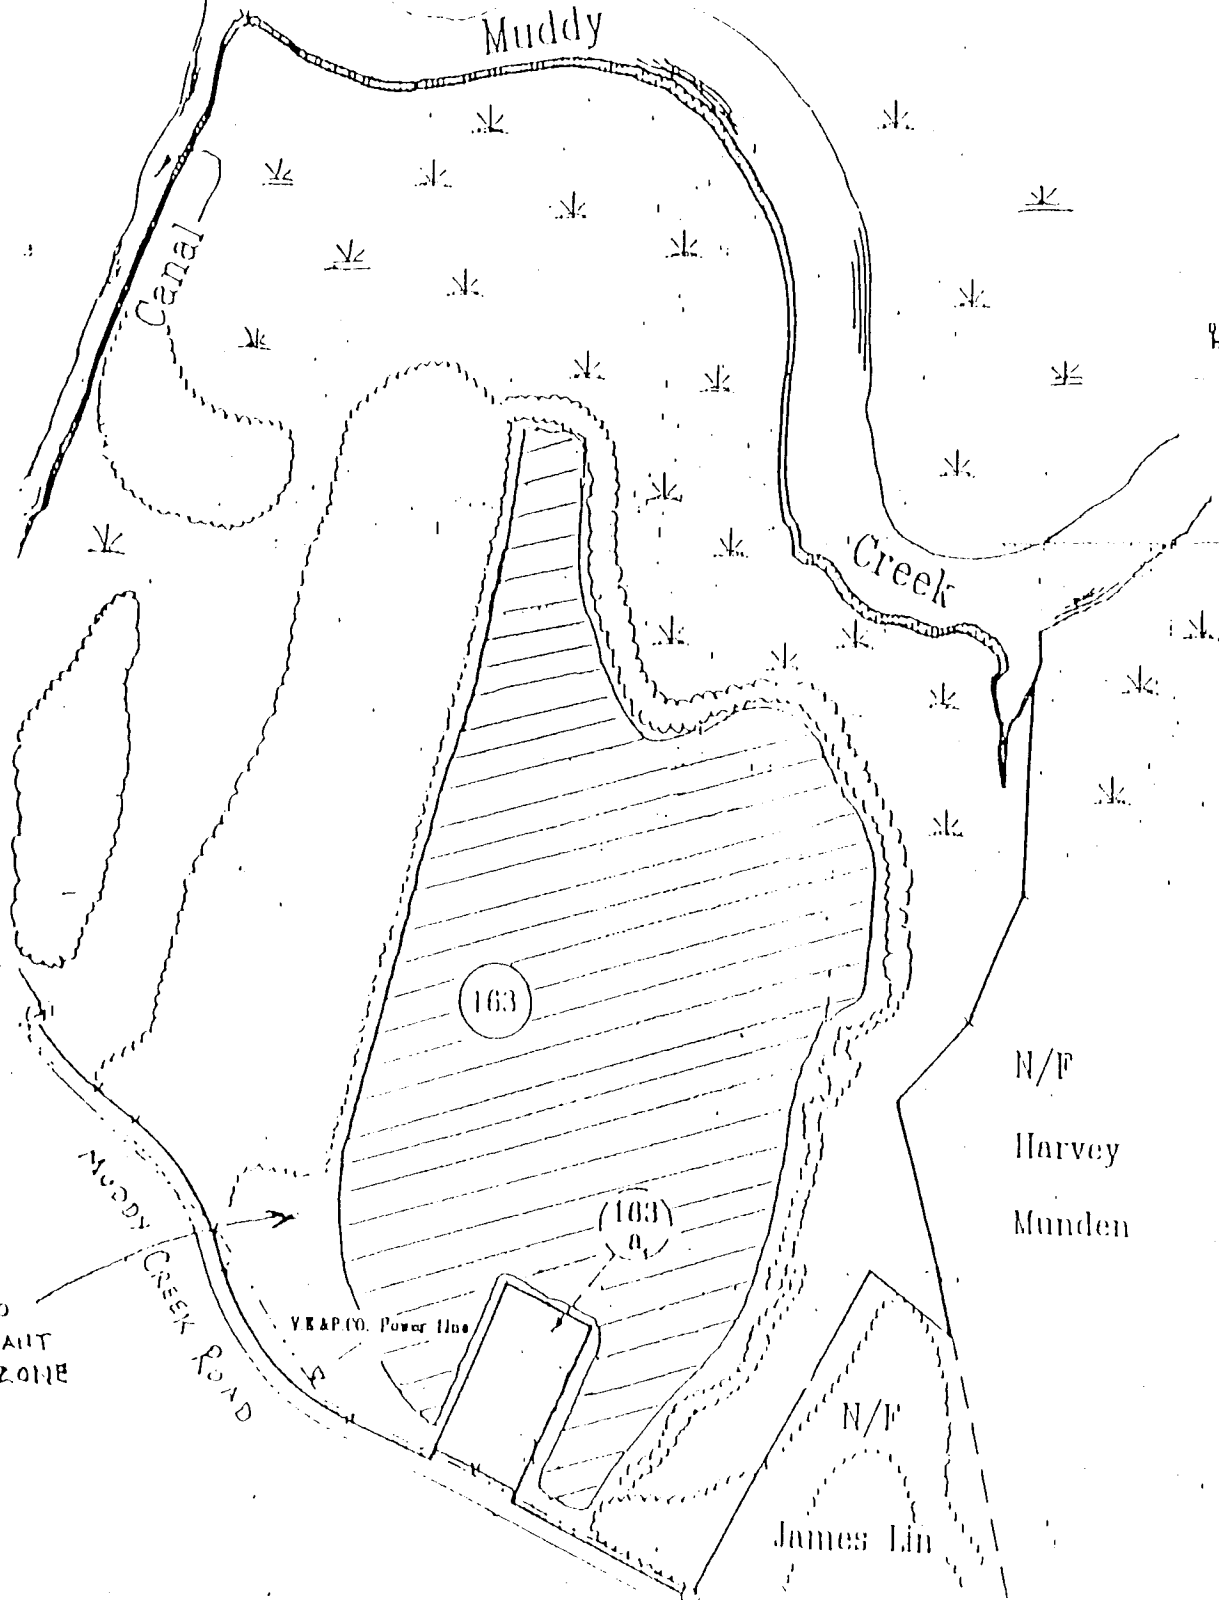 Muddy
Canal
Creek
163
N/F
Harvey
Munden
163
a
MUDDY CREEK ROAD
V.E.&P.CO. Power line
ZONE
N/F
James Lin